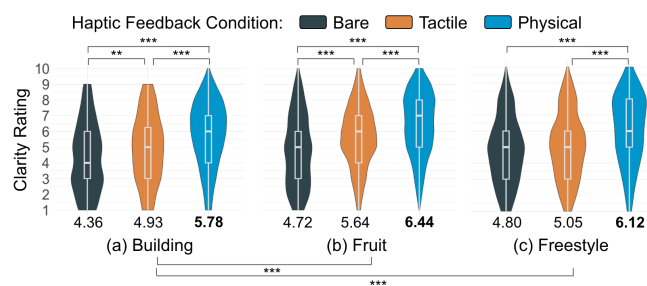 Haptic Feedback Condition: Bare Tactile Physical
*** *** ***
** *** *** *** ***
Clarity Rating
10
9
8
7
6
5
4
3
2
1
4.36 4.93 5.78 4.72 5.64 6.44 4.80 5.05 6.12
(a) Building (b) Fruit (c) Freestyle
***
***